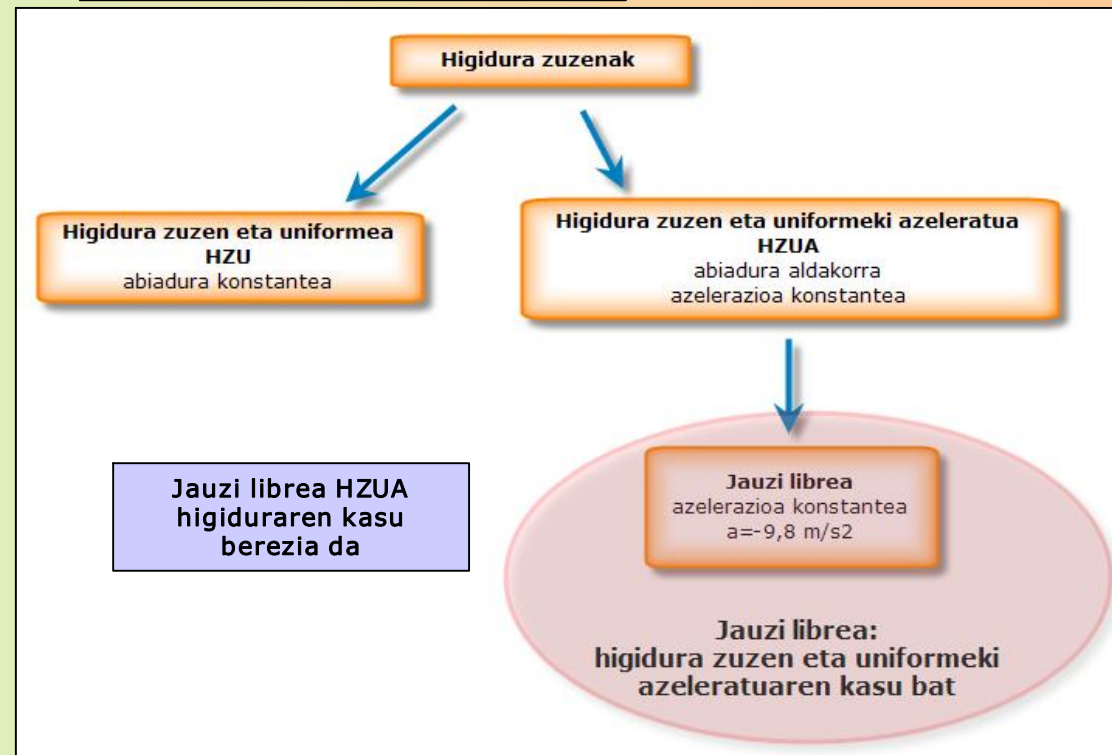 Higidura zuzenak
Higidura zuzen eta uniformea
HZU
abiadura konstantea
Higidura zuzen eta uniformeki azeleratua
HZUA
abiadura aldakorra
azelerazioa konstantea
Jauzi librea HZUA
higiduraren kasu
berezia da
Jauzi librea
azelerazioa konstantea
a=-9,8 m/s2
Jauzi librea:
higidura zuzen eta uniformeki
azeleratuaren kasu bat